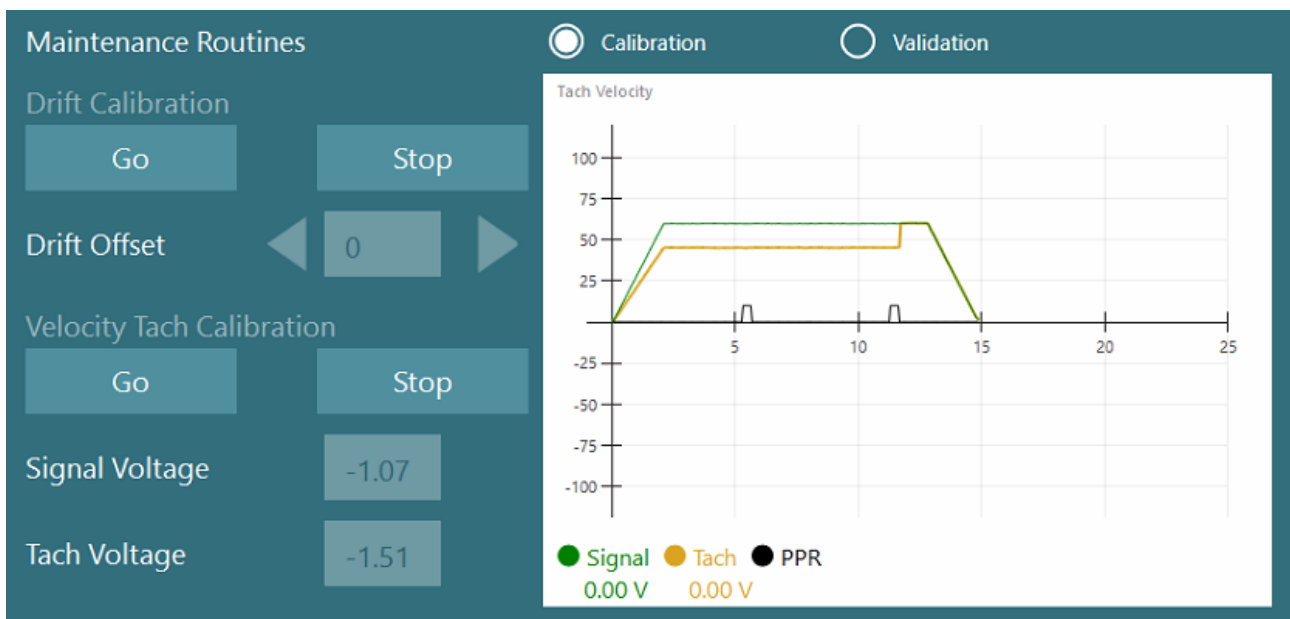 Maintenance Routines
Calibration
Validation
Drift Calibration
Go
Stop
Drift Offset
0
Velocity Tach Calibration
Go
Stop
Signal Voltage
-1.07
Tach Voltage
-1.51
Tach Velocity
100
75
50
25
5
10
15
20
25
-25
-50
-75
-100
Signal
Tach
PPR
0.00 V
0.00 V